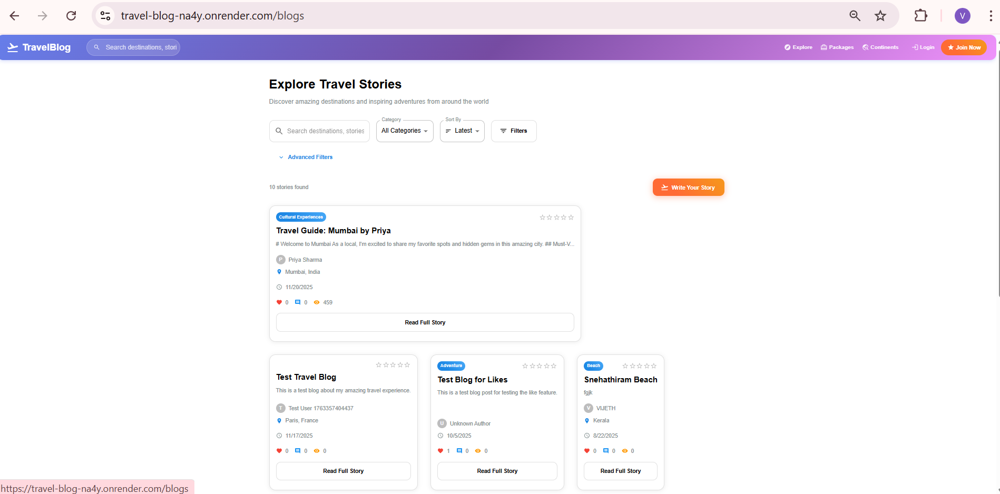 travel-blog-na4y.onrender.com/blogs
V
TravelBlog
Search destinations, stori
Explore
Packages
Continents
Login
Join Now
Explore Travel Stories
Discover amazing destinations and inspiring adventures from around the world
Search destinations, stories
Category
All Categories
Sort By
Latest
Filters
Advanced Filters
10 stories found
Write Your Story
Cultural Experiences
Travel Guide: Mumbai by Priya
# Welcome to Mumbai As a local, I'm excited to share my favorite spots and hidden gems in this amazing city. ## Must-V...
P
Priya Sharma
Mumbai, India
11/20/2025
0 0 459
Read Full Story
Test Travel Blog
This is a test blog about my amazing travel experience.
T
Test User 1763357404437
Paris, France
11/17/2025
0 0 0
Read Full Story
Adventure
Test Blog for Likes
This is a test blog post for testing the like feature.
U
Unknown Author
10/5/2025
1 0 0
Read Full Story
Beach
Snehathiram Beach
fgjk
V
VIJETH
Kerala
8/22/2025
0 0 0
Read Full Story
https://travel-blog-na4y.onrender.com/blogs